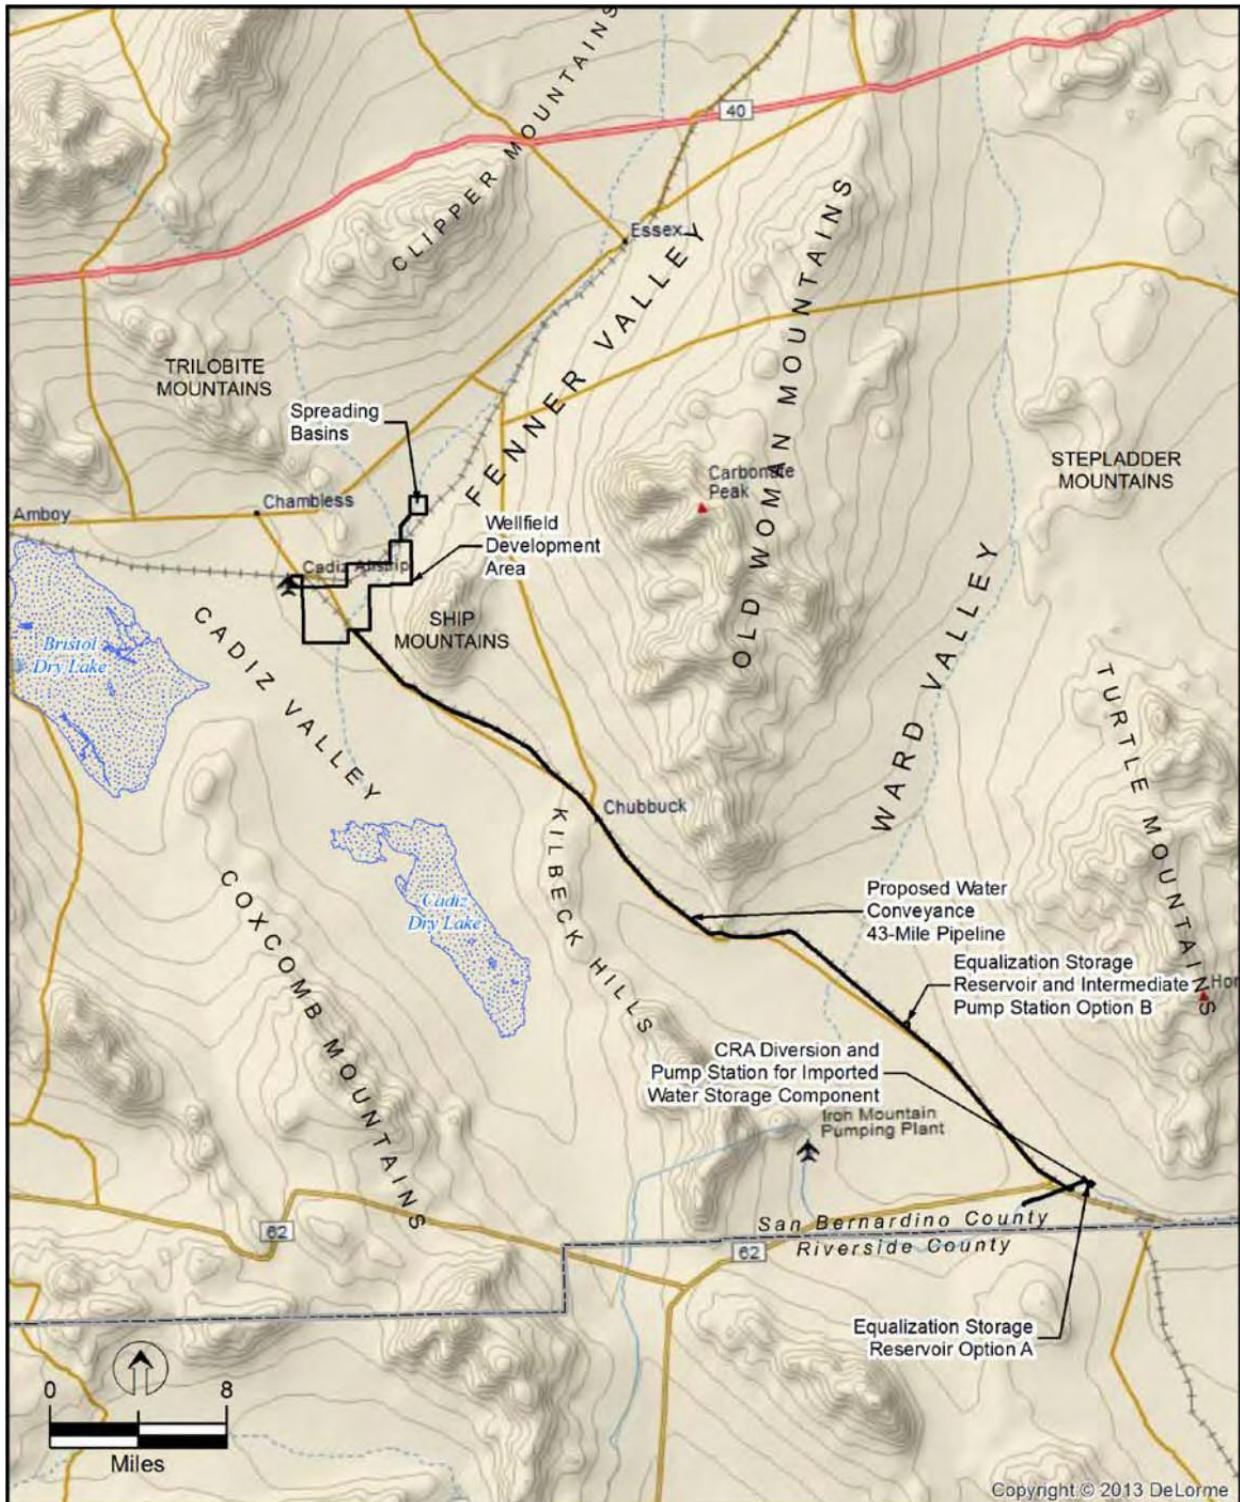 CLIPPER MOUNTAINS
40
Essex
FENNER VALLEY
OLD WOMAN MOUNTAINS
TRILOBITE
MOUNTAINS
Spreading
Basins
Carbonate
Peak
STEPLADDER
MOUNTAINS
Amboy
Chambless
Wellfield
Development
Area
Cadiz Airstrip
SHIP
MOUNTAINS
CADIZ VALLEY
Bristol
Dry Lake
WARD VALLEY
TURTLE MOUNTAINS
Chubbuck
KILBECK HILLS
COXCOMB MOUNTAINS
Cadiz
Dry Lake
Proposed Water
Conveyance
43-Mile Pipeline
Equalization Storage
Reservoir and Intermediate
Pump Station Option B
Hor
CRA Diversion and
Pump Station for Imported
Water Storage Component
Iron Mountain
Pumping Plant
San Bernardino County
Riverside County
62
62
Equalization Storage
Reservoir Option A
0 8
Miles
Copyright © 2013 DeLorme